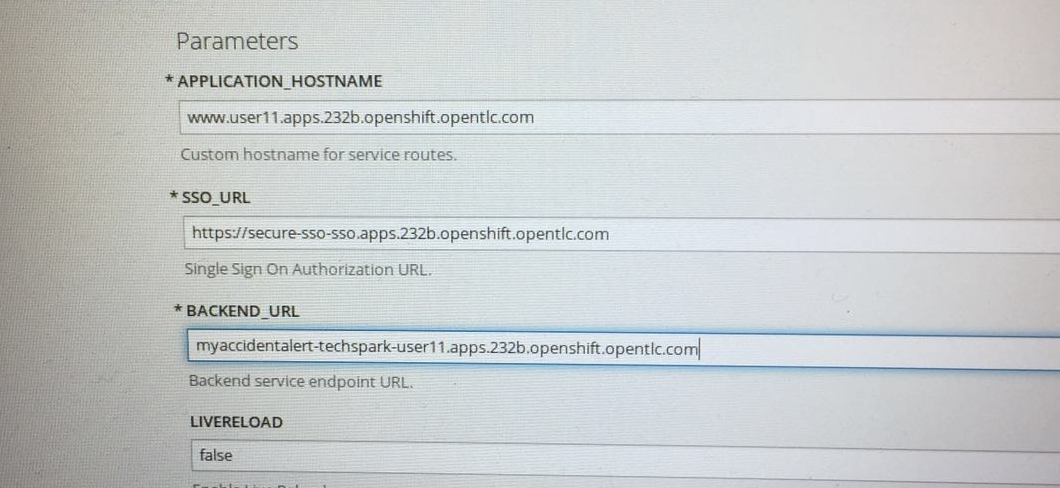 Parameters
* APPLICATION_HOSTNAME
www.user11.apps.232b.openshift.opentlc.com
Custom hostname for service routes.
* SSO_URL
https://secure-sso-sso.apps.232b.openshift.opentlc.com
Single Sign On Authorization URL.
* BACKEND_URL
myaccidentalert-techspark-user11.apps.232b.openshift.opentlc.com
Backend service endpoint URL.
LIVERELOAD
false